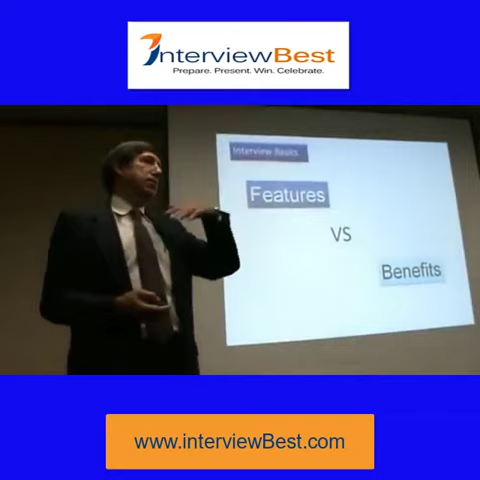 InterviewBest
Prepare. Present. Win. Celebrate.
Interview Basics
Features
VS
Benefits
www.interviewBest.com